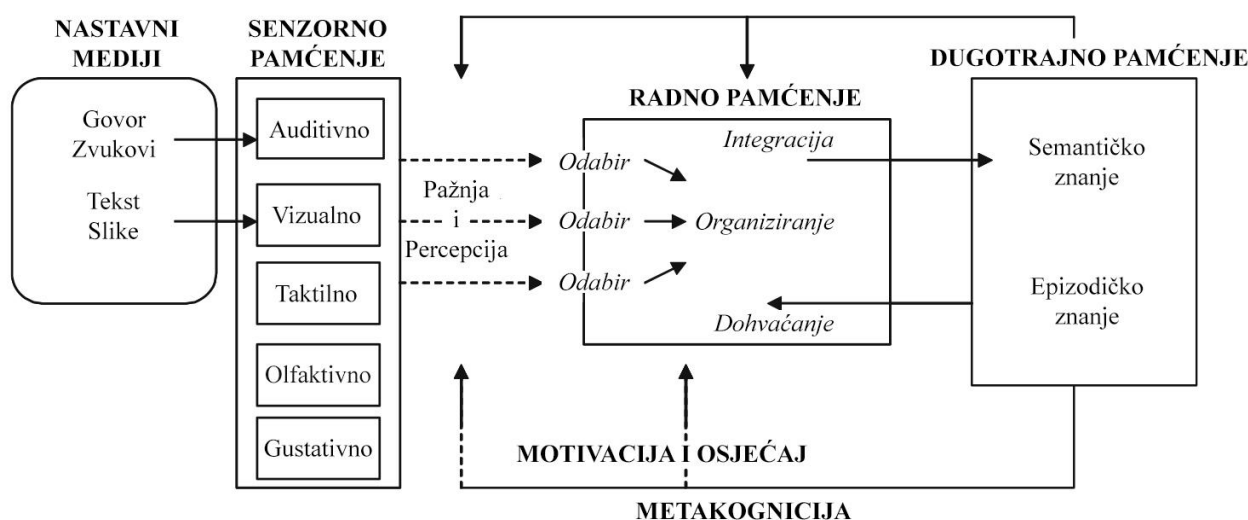 NASTAVNI
MEDIJI
Govor
Zvukovi
Tekst
Slike
SENZORNO
PAMĆENJE
Auditivno
Vizualno
Taktilno
Olfaktivno
Gustativno
Pažnja
i
Percepcija
RADNO PAMĆENJE
Odabir
Odabir
Odabir
Integracija
Organiziranje
Dohvaćanje
DUGOTRAJNO PAMĆENJE
Semantičko
znanje
Epizodičko
znanje
MOTIVACIJA I OSJEĆAJ
METAKOGNICIJA